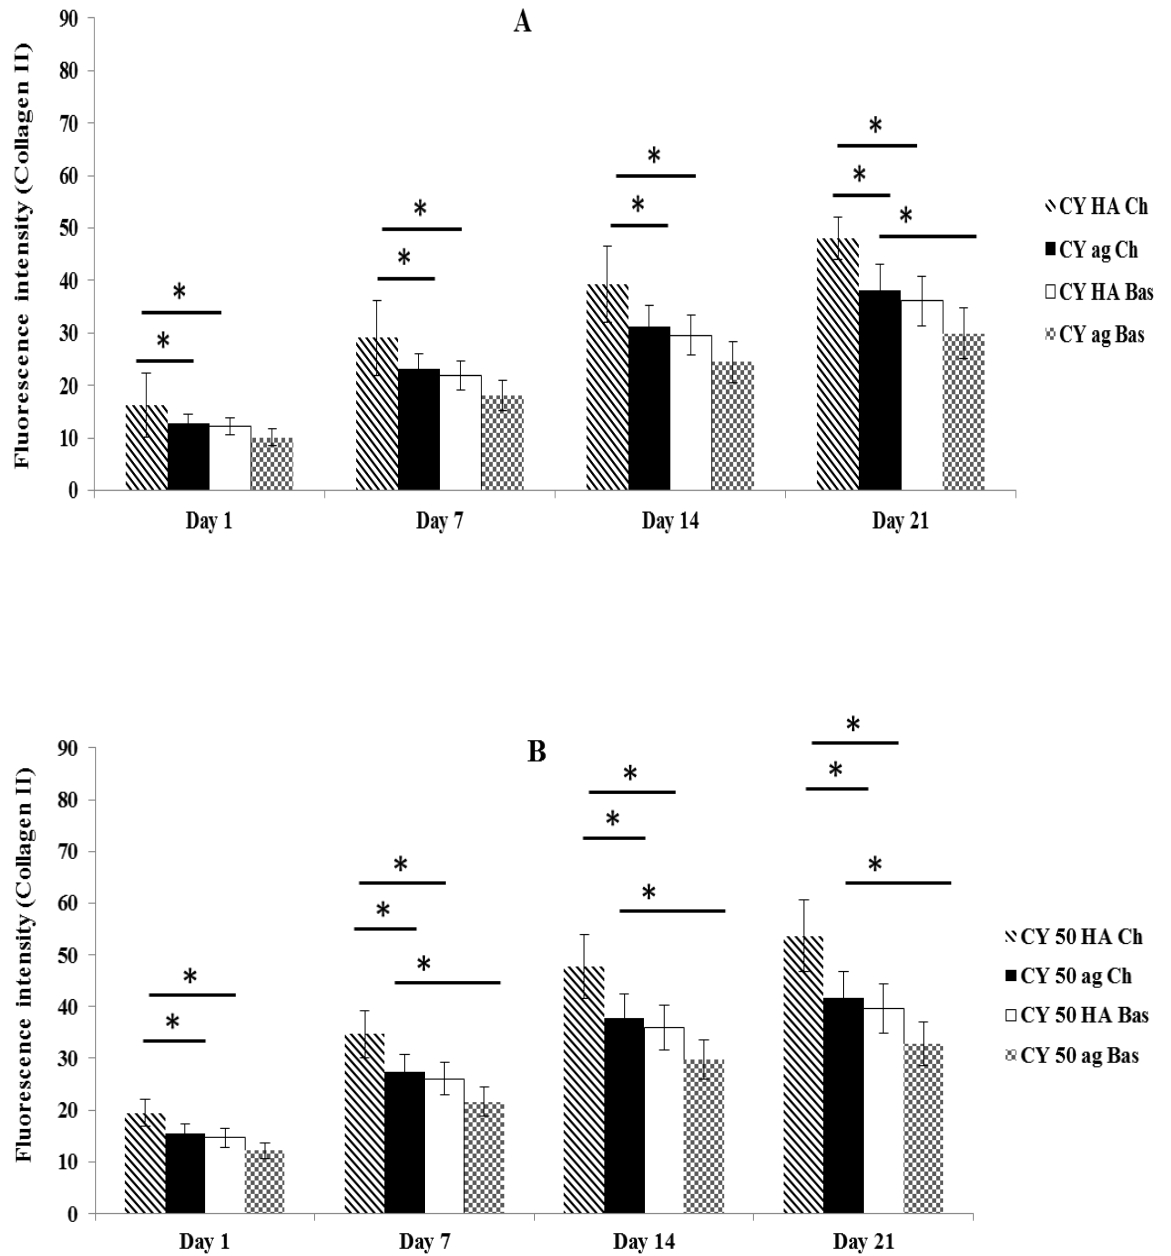 A
Fluorescence intensity (Collagen II)
90
80
70
60
50
40
30
20
10
0
* * * * * * * * *
Day 1 Day 7 Day 14 Day 21
CY HA Ch
CY ag Ch
CY HA Bas
CY ag Bas
B
Fluorescence intensity (Collagen II)
90
80
70
60
50
40
30
20
10
0
* * * * * * * * * * *
Day 1 Day 7 Day 14 Day 21
CY 50 HA Ch
CY 50 ag Ch
CY 50 HA Bas
CY 50 ag Bas